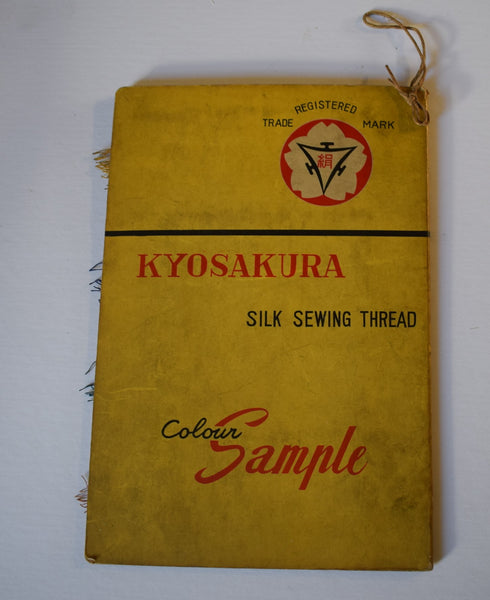 REGISTERED
TRADE MARK
絹
KYOSAKURA
SILK SEWING THREAD
Colour Sample